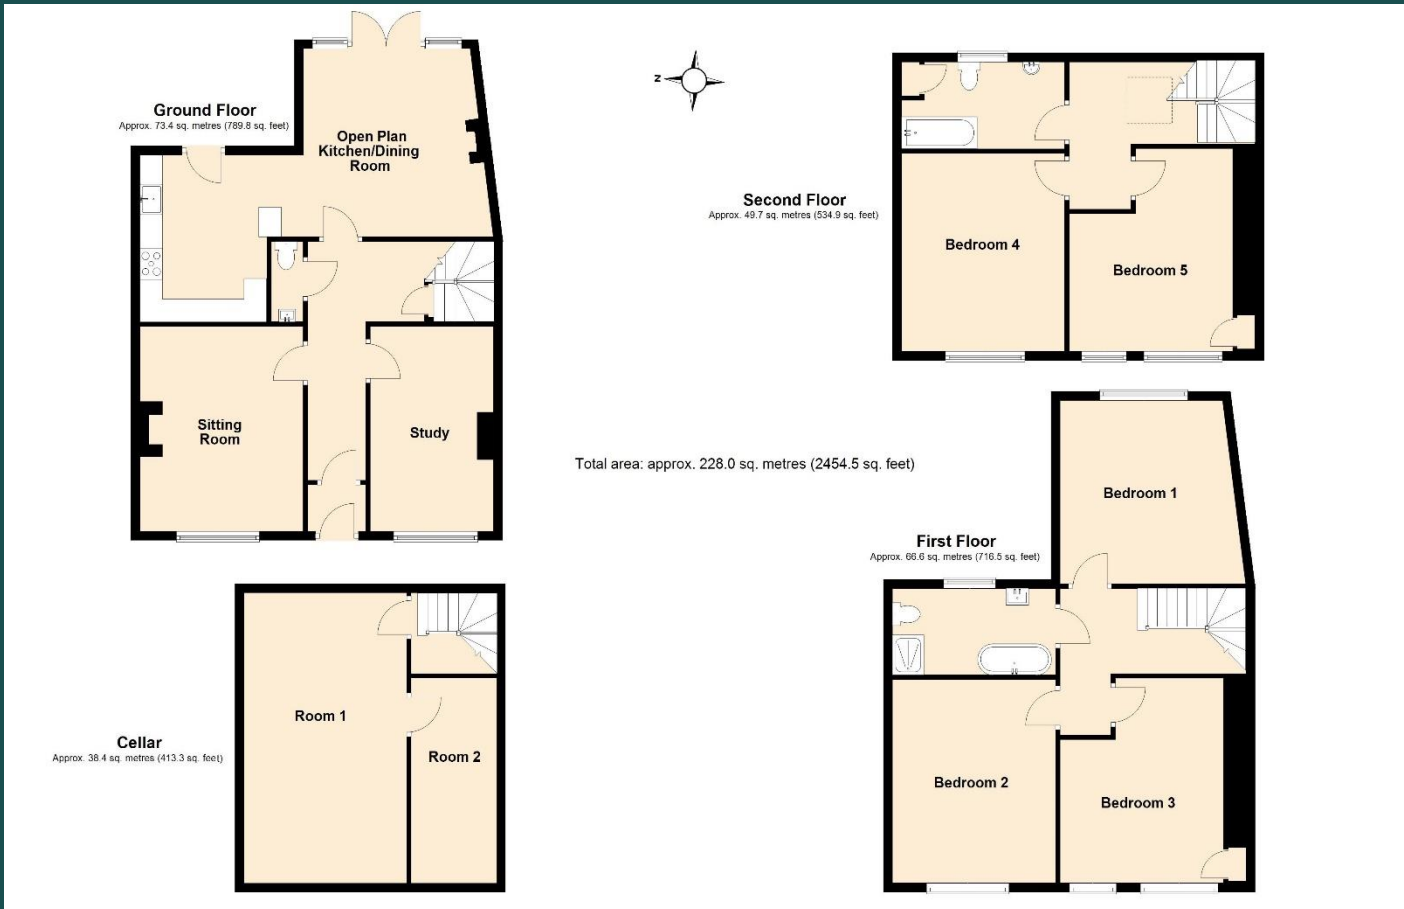 Ground Floor
Approx. 73.4 sq. metres (789.8 sq. feet)
Open Plan
Kitchen/Dining
Room
Sitting
Room
Study
Z
Second Floor
Approx. 49.7 sq. metres (534.9 sq. feet)
Bedroom 4
Bedroom 5
Total area: approx. 228.0 sq. metres (2454.5 sq. feet)
First Floor
Approx. 66.6 sq. metres (716.5 sq. feet)
Bedroom 1
Bedroom 2
Bedroom 3
Cellar
Approx. 38.4 sq. metres (413.3 sq. feet)
Room 1
Room 2